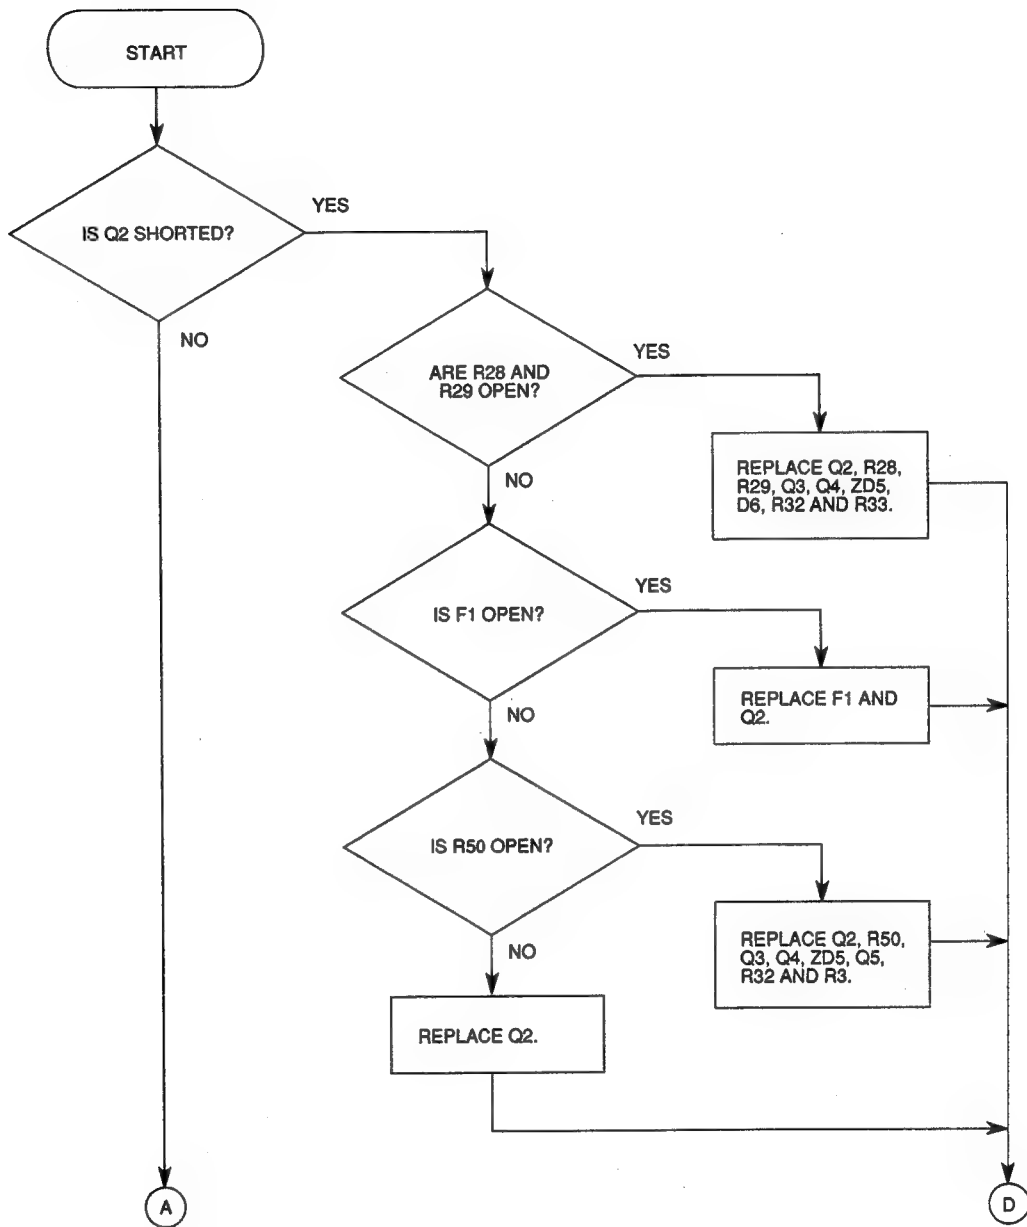 START
IS Q2 SHORTED?
YES
NO
ARE R28 AND
R29 OPEN?
YES
NO
REPLACE Q2, R28,
R29, Q3, Q4, ZD5,
D6, R32 AND R33.
IS F1 OPEN?
YES
NO
REPLACE F1 AND
Q2.
IS R50 OPEN?
YES
NO
REPLACE Q2, R50,
Q3, Q4, ZD5, Q5,
R32 AND R3.
REPLACE Q2.
A
D